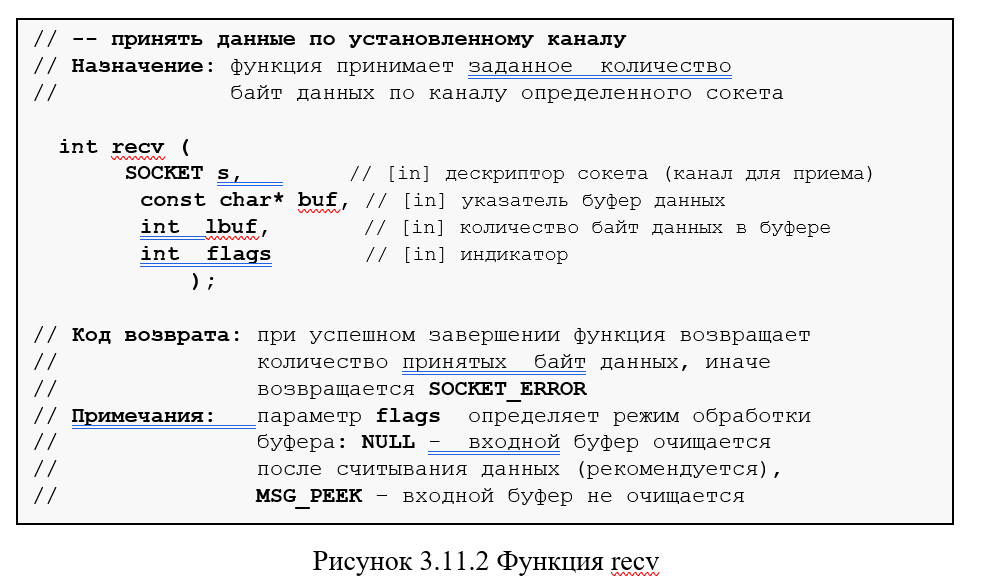 // -- принять данные по установленному каналу
// Назначение: функция принимает заданное  количество
//             байт данных по каналу определенного сокета
int recv (
SOCKET s,      // [in] дескриптор сокета (канал для приема)
const char* buf, // [in] указатель буфер данных
int  lbuf,       // [in] количество байт данных в буфере
int  flags       // [in] индикатор
);
// Код возврата: при успешном завершении функция возвращает
//               количество принятых  байт данных, иначе
//               возвращается SOCKET_ERROR
// Примечания:   параметр flags  определяет режим обработки
//               буфера: NULL –  входной буфер очищается
//               после считывания данных (рекомендуется),
//               MSG_PEEK – входной буфер не очищается
Рисунок 3.11.2 Функция recv